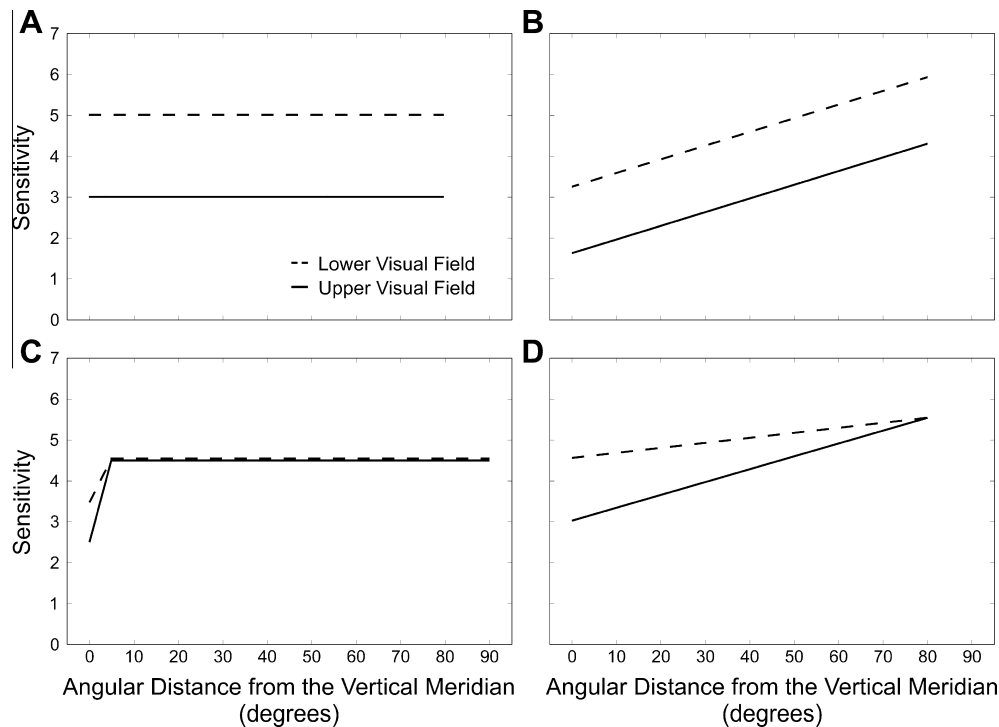 A
B
7
6
5
4
3
2
1
0
Sensitivity
Lower Visual Field
Upper Visual Field
C
D
7
6
5
4
3
2
1
0
Sensitivity
0 10 20 30 40 50 60 70 80 90
0 10 20 30 40 50 60 70 80 90
Angular Distance from the Vertical Meridian
(degrees)
Angular Distance from the Vertical Meridian
(degrees)